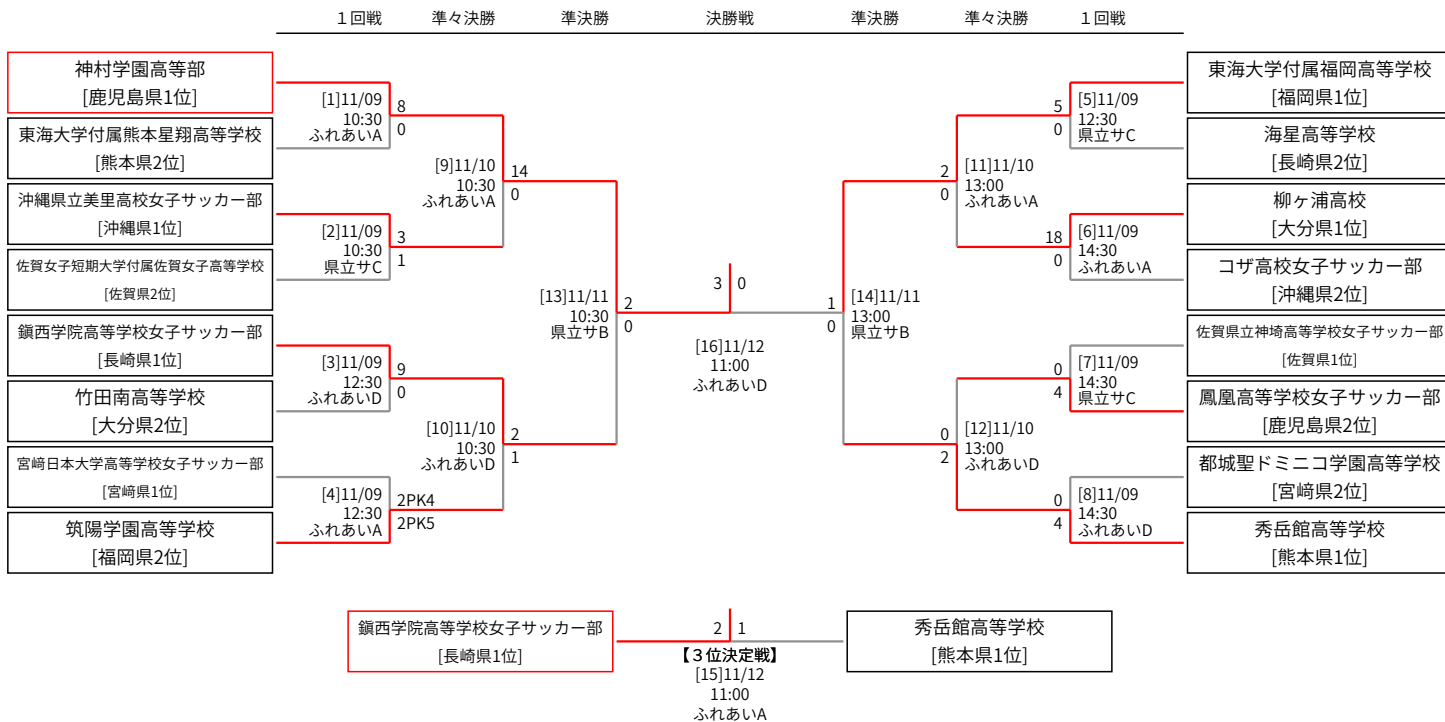 １回戦
準々決勝
準決勝
決勝戦
準決勝
準々決勝
１回戦
神村学園高等部
[鹿児島県1位]
東海大学付属熊本星翔高等学校
[熊本県2位]
沖縄県立美里高校女子サッカー部
[沖縄県1位]
佐賀女子短期大学付属佐賀女子高等学校
[佐賀県2位]
鎭西学院高等学校女子サッカー部
[長崎県1位]
竹田南高等学校
[大分県2位]
宮﨑日本大学高等学校女子サッカー部
[宮崎県1位]
筑陽学園高等学校
[福岡県2位]
[1]11/09
10:30
ふれあいA
8
0
[2]11/09
10:30
県立サC
3
1
[3]11/09
12:30
ふれあいD
9
0
[4]11/09
12:30
ふれあいA
2PK4
2PK5
[9]11/10
10:30
ふれあいA
14
0
[10]11/10
10:30
ふれあいD
2
1
[13]11/11
10:30
県立サB
2
0
3
0
[16]11/12
11:00
ふれあいD
1
0
[14]11/11
13:00
県立サB
2
0
[11]11/10
13:00
ふれあいA
0
2
[12]11/10
13:00
ふれあいD
5
0
[5]11/09
12:30
県立サC
18
0
[6]11/09
14:30
ふれあいA
0
4
[7]11/09
14:30
県立サC
0
4
[8]11/09
14:30
ふれあいD
東海大学付属福岡高等学校
[福岡県1位]
海星高等学校
[長崎県2位]
柳ヶ浦高校
[大分県1位]
コザ高校女子サッカー部
[沖縄県2位]
佐賀県立神埼高等学校女子サッカー部
[佐賀県1位]
鳳凰高等学校女子サッカー部
[鹿児島県2位]
都城聖ドミニコ学園高等学校
[宮﨑県2位]
秀岳館高等学校
[熊本県1位]
鎭西学院高等学校女子サッカー部
[長崎県1位]
2
1
【３位決定戦】
[15]11/12
11:00
ふれあいA
秀岳館高等学校
[熊本県1位]